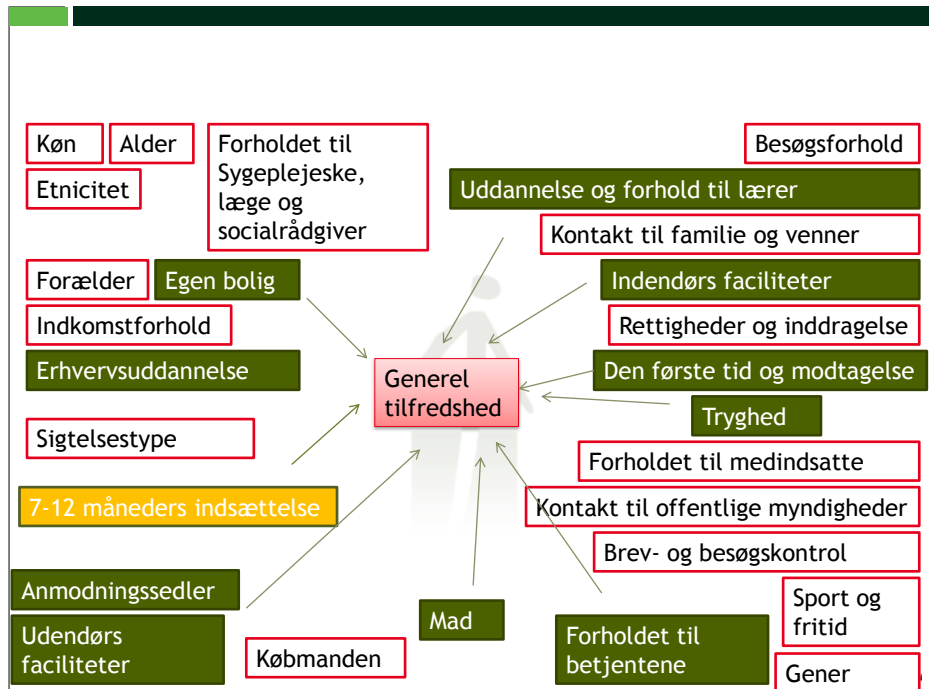 Køn
Alder
Etnicitet
Forholdet til
Sygeplejeske,
læge og
socialrådgiver
Besøgsforhold
Uddannelse og forhold til lærer
Kontakt til familie og venner
Forælder
Egen bolig
Indendørs faciliteter
Indkomstforhold
Rettigheder og inddragelse
Erhvervsuddannelse
Generel
tilfredshed
Den første tid og modtagelse
Tryghed
Sigtelsestype
Forholdet til medindsatte
7-12 måneders indsættelse
Kontakt til offentlige myndigheder
Brev- og besøgskontrol
Anmodningssedler
Udendørs
faciliteter
Købmanden
Mad
Forholdet til
betjentene
Sport og
fritid
Gener